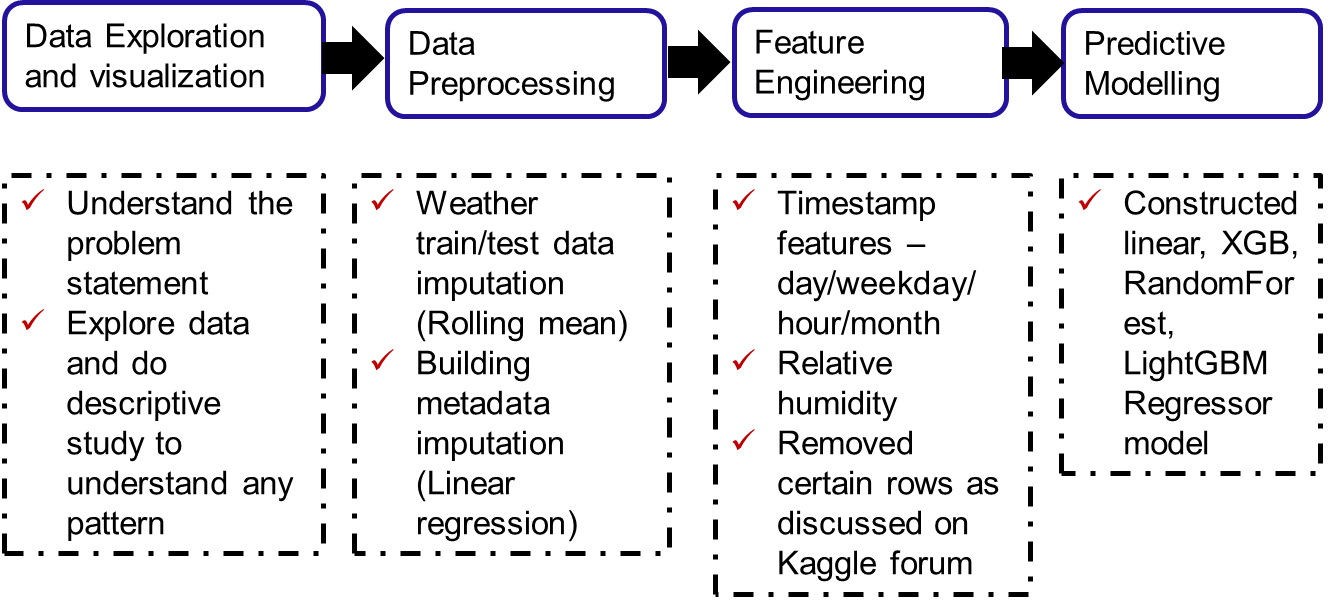 Data Exploration
and visualization
Data
Preprocessing
Feature
Engineering
Predictive
Modelling
✓ Understand the
problem
statement
✓ Explore data
and do
descriptive
study to
understand any
pattern
✓ Weather
train/test data
imputation
(Rolling mean)
✓ Building
metadata
imputation
(Linear
regression)
✓ Timestamp
features –
day/weekday/
hour/month
✓ Relative
humidity
✓ Removed
certain rows as
discussed on
Kaggle forum
✓ Constructed
linear, XGB,
RandomFor
est,
LightGBM
Regressor
model